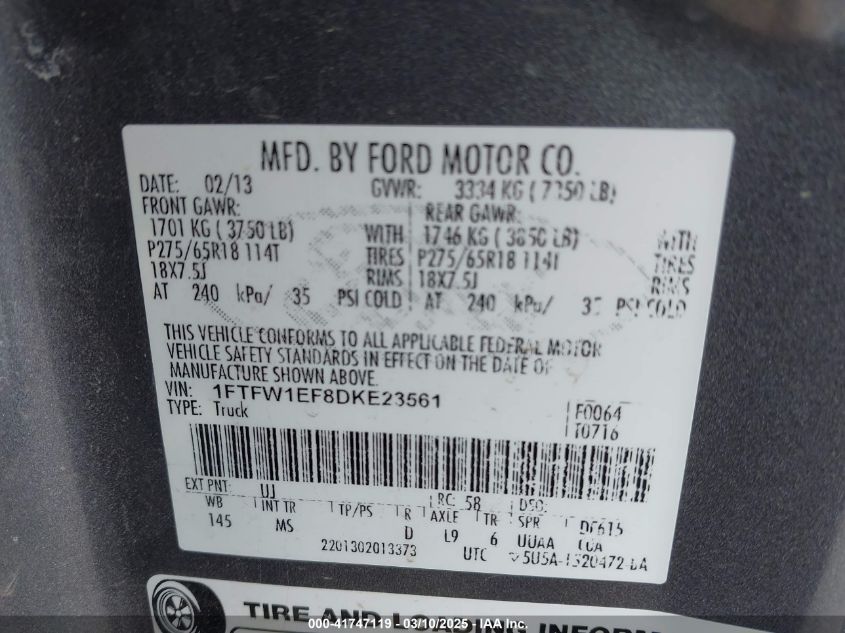 MFD. BY FORD MOTOR CO.
DATE: 02/13 GVWR: 3334 KG ( 7350 LB)
FRONT GAWR: REAR GAWR:
1701 KG ( 3750 LB) WITH 1746 KG ( 3850 LB) WITH
P275/65R18 114T TIRES P275/65R18 114T TIRES
18X7.5J RIMS 18X7.5J RIMS
AT 240 kPa/ 35 PSI COLD AT 240 kPa/ 35 PSI COLD
THIS VEHICLE CONFORMS TO ALL APPLICABLE FEDERAL MOTOR
VEHICLE SAFETY STANDARDS IN EFFECT ON THE DATE OF
MANUFACTURE SHOWN ABOVE.
VIN: 1FTFW1EF8DKE23561
TYPE: Truck F0064
T0716
EXT PNT: UJ RC: 58 DSO:
WB INT TR TP/PS R AXLE TR SPR DF615
145 MS D L9 6 UUAA
2201302013373 UTC
TIRE AND LOADING INFORM
00000-41747119 — 03/10/2025 — IAA Inc.